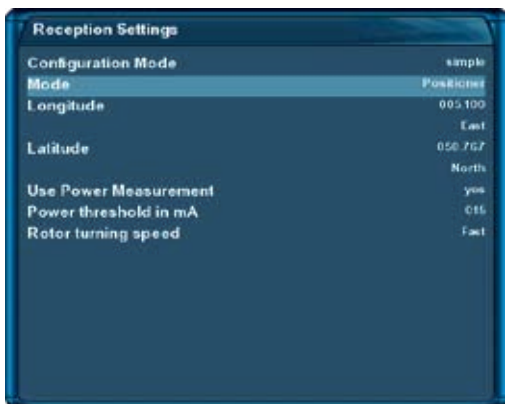 Reception Settings
Configuration Mode simple
Mode Positioner
Longitude 005.100
East
Latitude 050.767
North
Use Power Measurement yes
Power threshold in mA 015
Rotor turning speed Fast